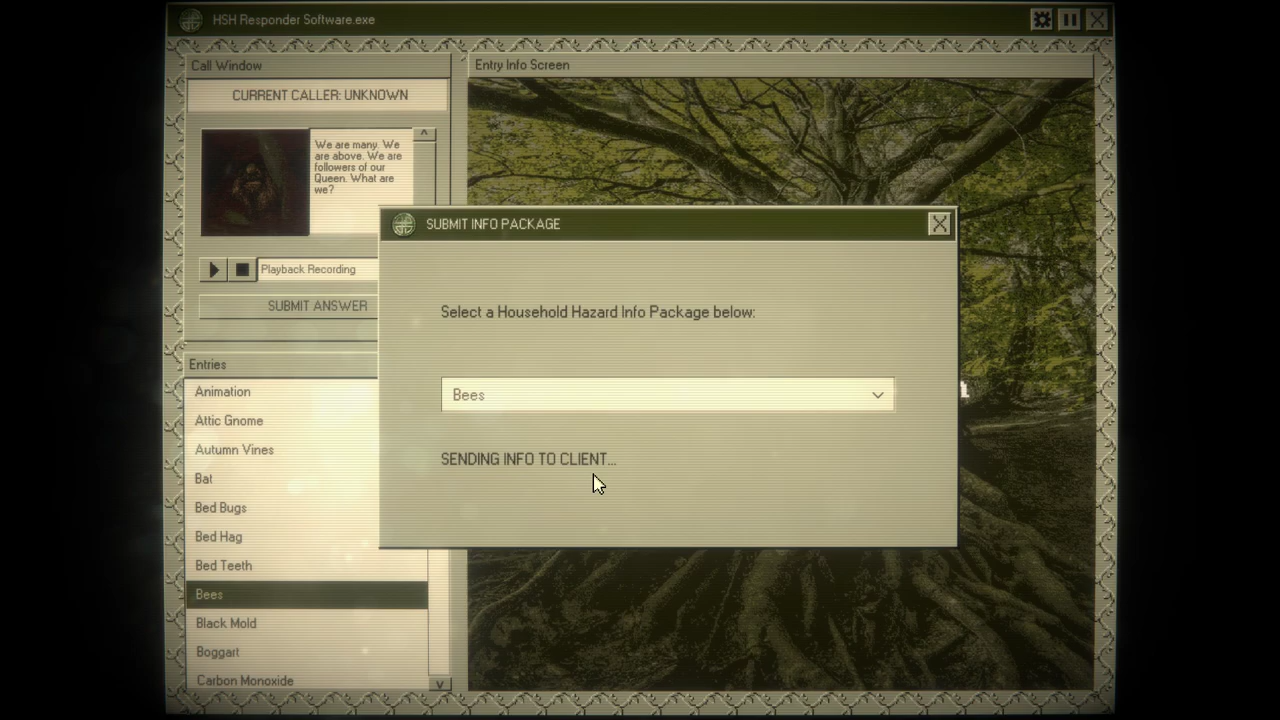 HSH Responder Software.exe
Call Window
CURRENT CALLER: UNKNOWN
We are many. We
are above. We are
followers of our
Queen. What are
we?
Playback Recording
SUBMIT ANSWER
Entries
Animation
Attic Gnome
Autumn Vines
Bat
Bed Bugs
Bed Hag
Bed Teeth
Bees
Black Mold
Boggart
Carbon Monoxide
Entry Info Screen
SUBMIT INFO PACKAGE
Select a Household Hazard Info Package below:
Bees
SENDING INFO TO CLIENT...